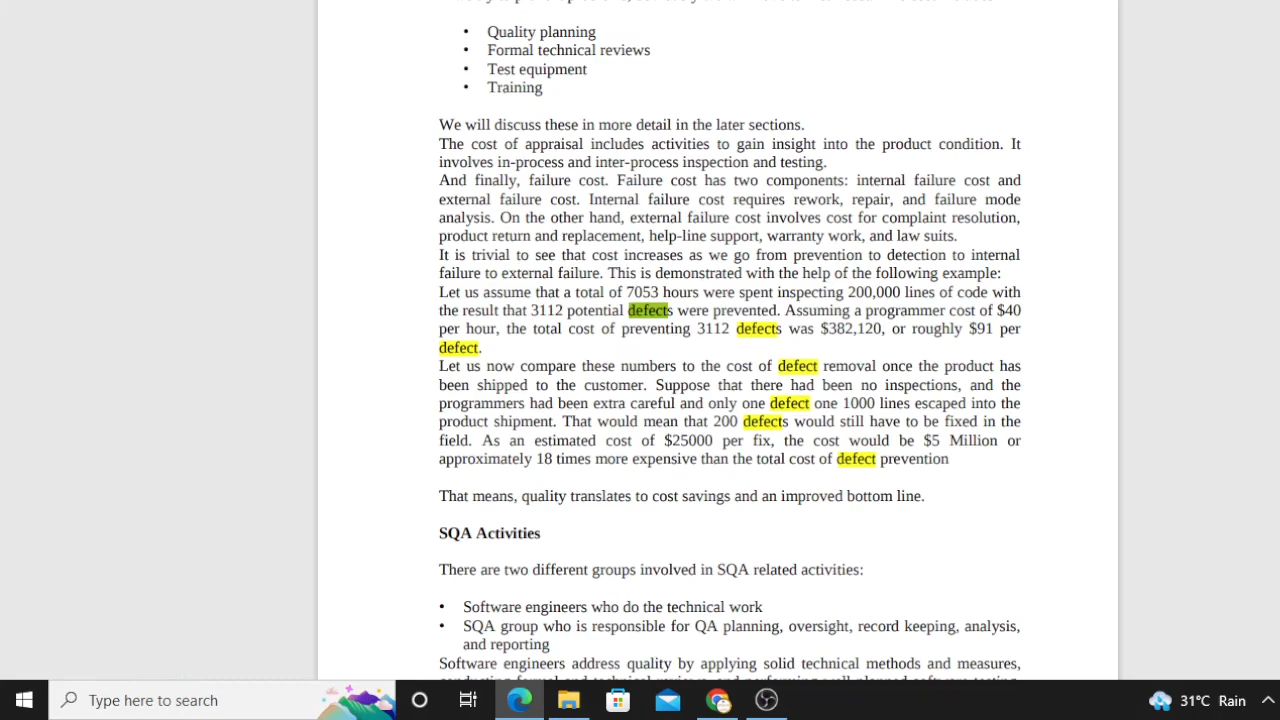 • Quality planning
• Formal technical reviews
• Test equipment
• Training
We will discuss these in more detail in the later sections.
The cost of appraisal includes activities to gain insight into the product condition. It
involves in-process and inter-process inspection and testing.
And finally, failure cost. Failure cost has two components: internal failure cost and
external failure cost. Internal failure cost requires rework, repair, and failure mode
analysis. On the other hand, external failure cost involves cost for complaint resolution,
product return and replacement, help-line support, warranty work, and law suits.
It is trivial to see that cost increases as we go from prevention to detection to internal
failure to external failure. This is demonstrated with the help of the following example:
Let us assume that a total of 7053 hours were spent inspecting 200,000 lines of code with
the result that 3112 potential defects were prevented. Assuming a programmer cost of $40
per hour, the total cost of preventing 3112 defects was $382,120, or roughly $91 per
defect.
Let us now compare these numbers to the cost of defect removal once the product has
been shipped to the customer. Suppose that there had been no inspections, and the
programmers had been extra careful and only one defect one 1000 lines escaped into the
product shipment. That would mean that 200 defects would still have to be fixed in the
field. As an estimated cost of $25000 per fix, the cost would be $5 Million or
approximately 18 times more expensive than the total cost of defect prevention
That means, quality translates to cost savings and an improved bottom line.
SQA Activities
There are two different groups involved in SQA related activities:
• Software engineers who do the technical work
• SQA group who is responsible for QA planning, oversight, record keeping, analysis,
and reporting
Software engineers address quality by applying solid technical methods and measures,
Type here to search
31°C Rain